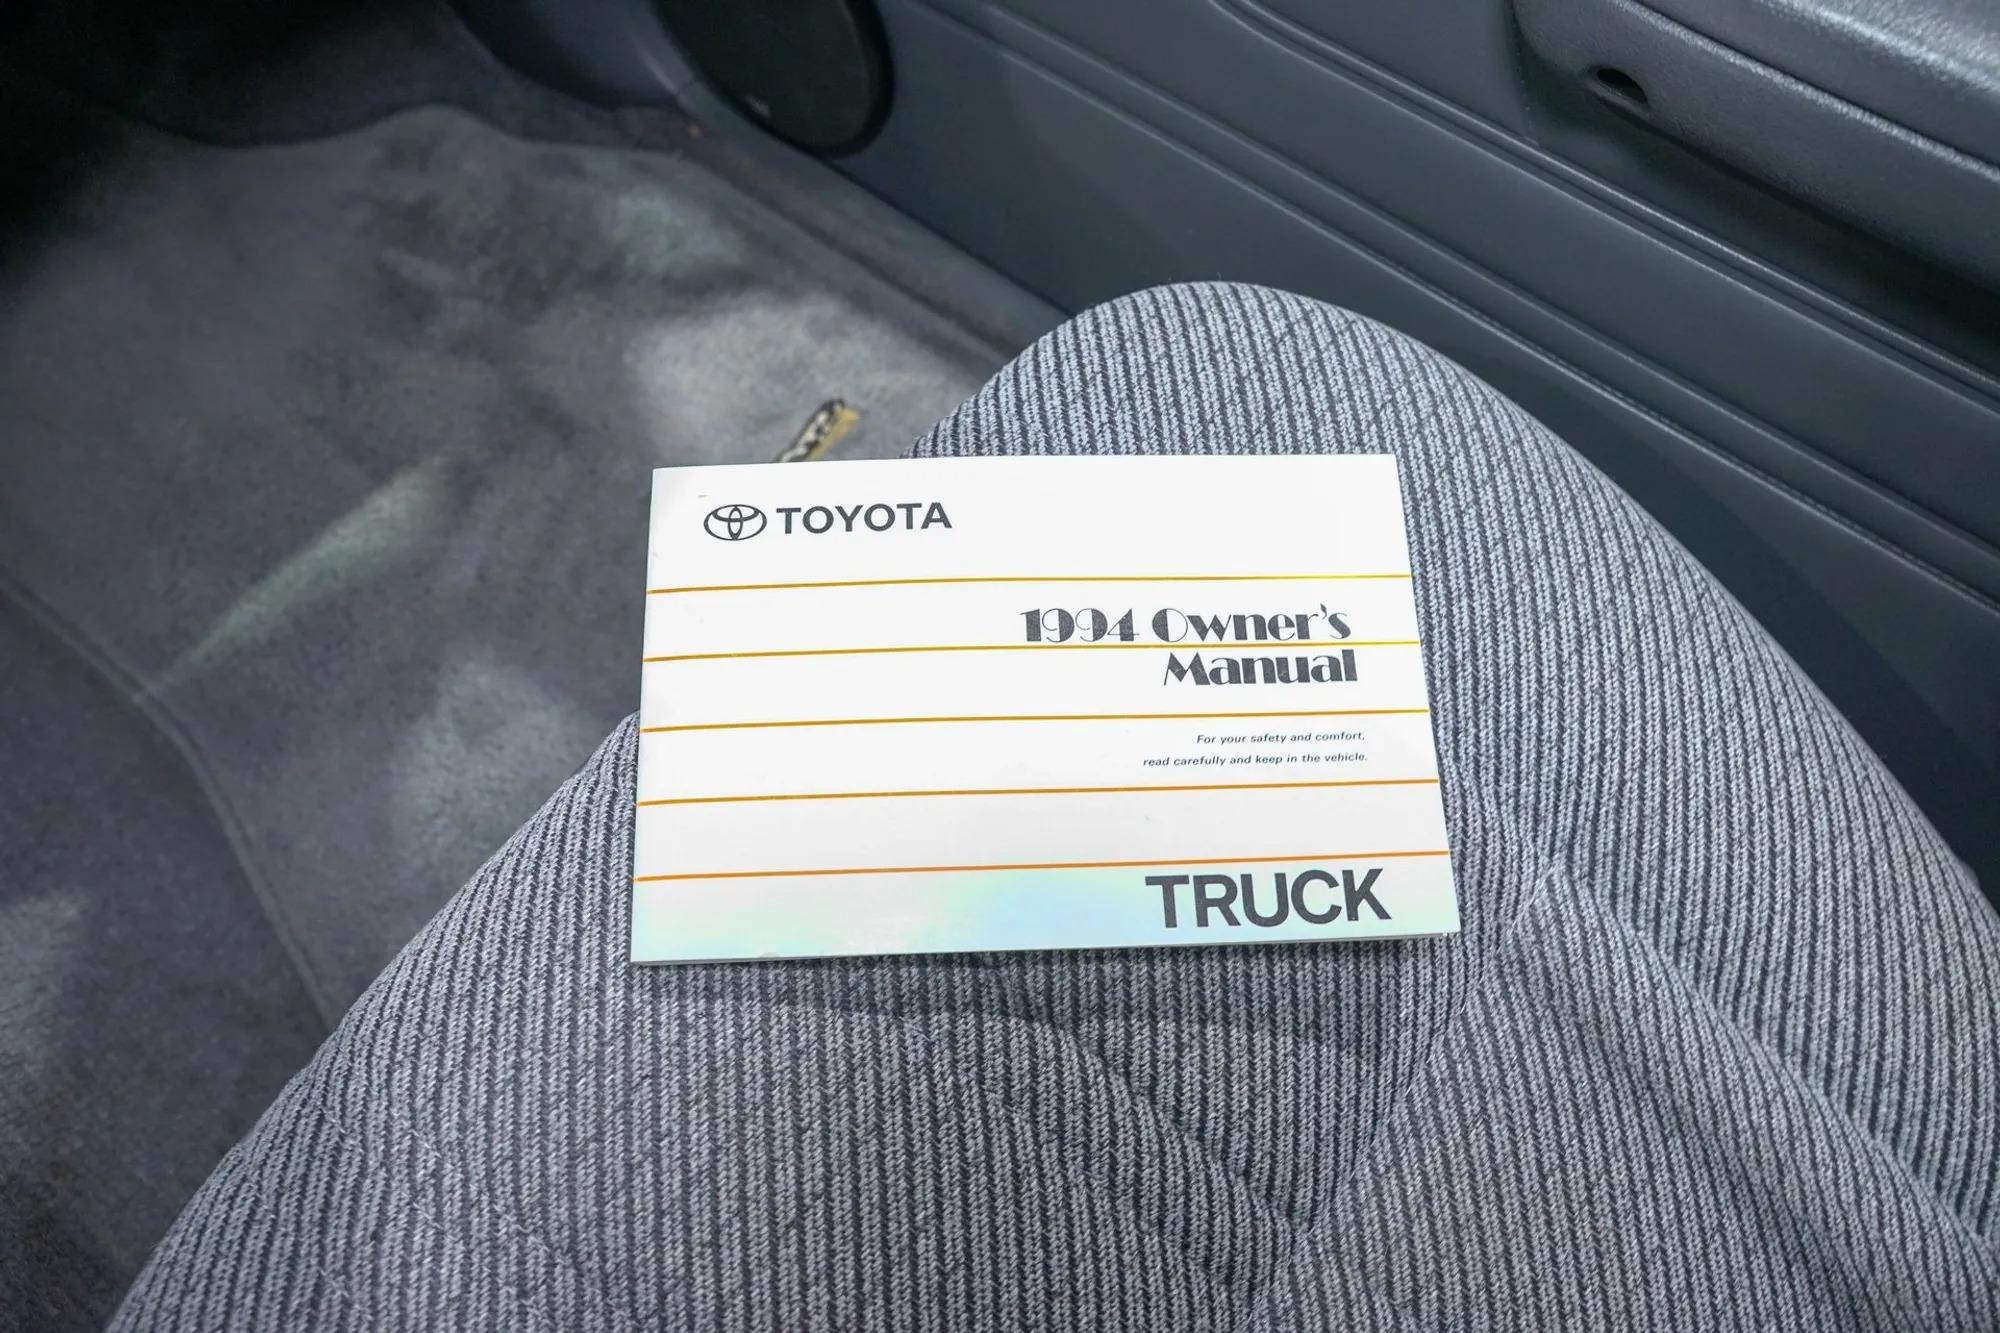 TOYOTA
1994 Owner's
Manual
For your safety and comfort,
read carefully and keep in the vehicle.
TRUCK